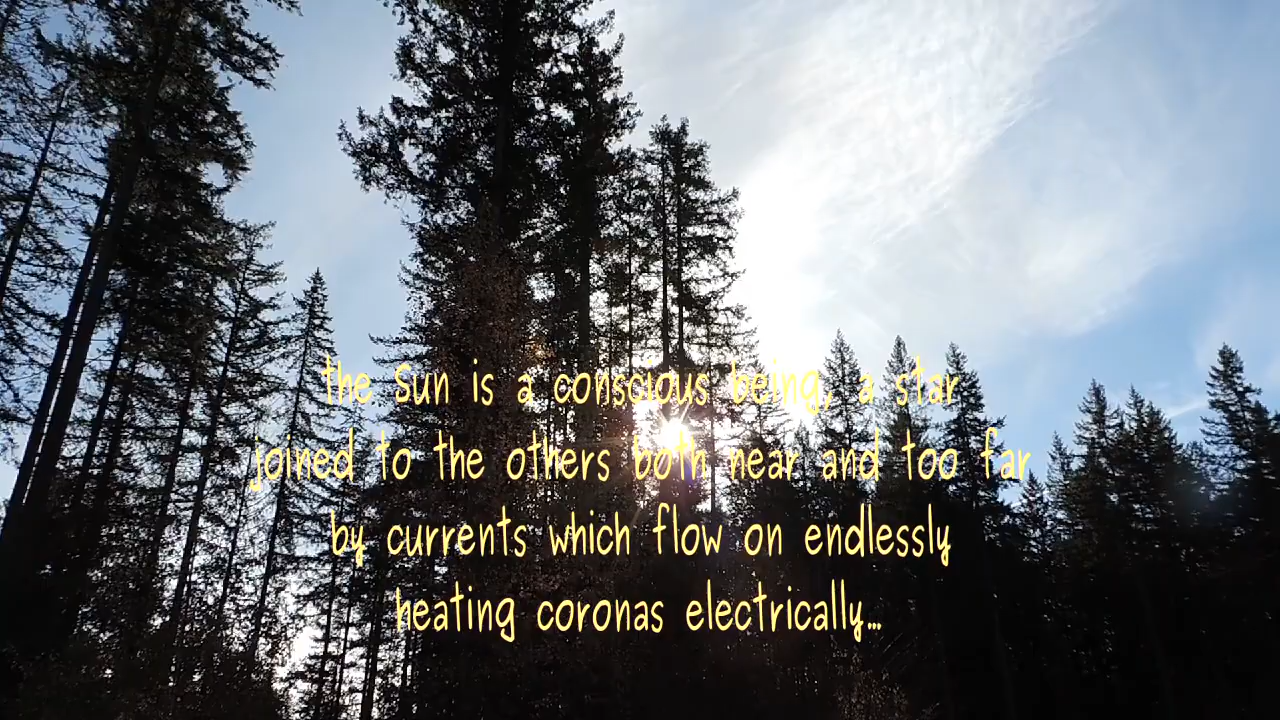 the Sun is a conscious being, a star
joined to the others both near and too far
by currents which flow on endlessly
heating coronas electrically...